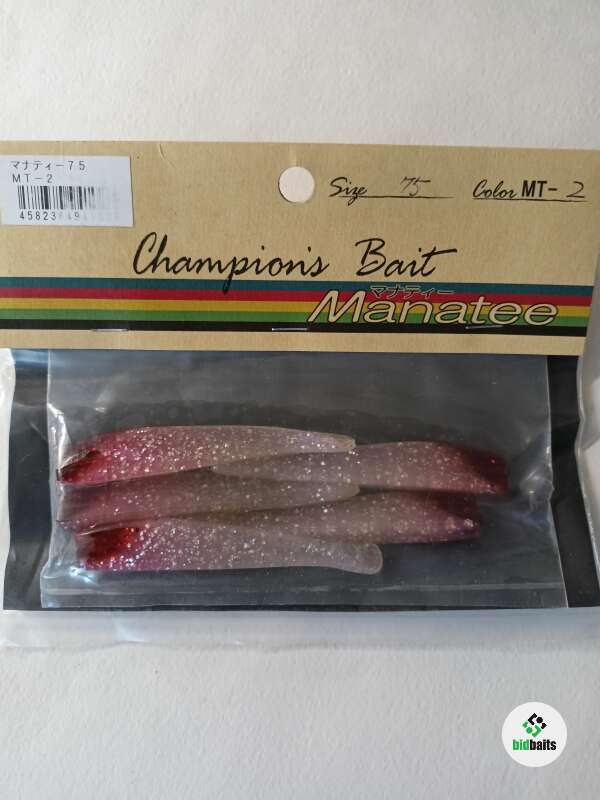 マナティー75
MT-2
Size 75 Color MT-2
Champion's Bait
マナティー
Manatee
bidbaits